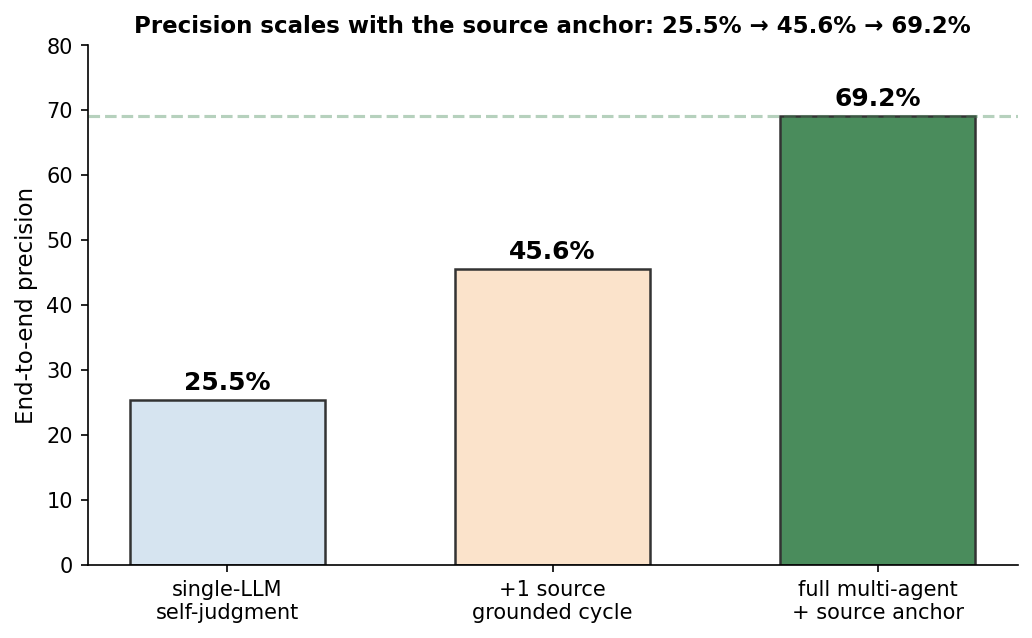 Precision scales with the source anchor: 25.5% → 45.6% → 69.2%
End-to-end precision
80
70
60
50
40
30
20
10
0
25.5%
45.6%
69.2%
single-LLM
self-judgment
+1 source
grounded cycle
full multi-agent
+ source anchor